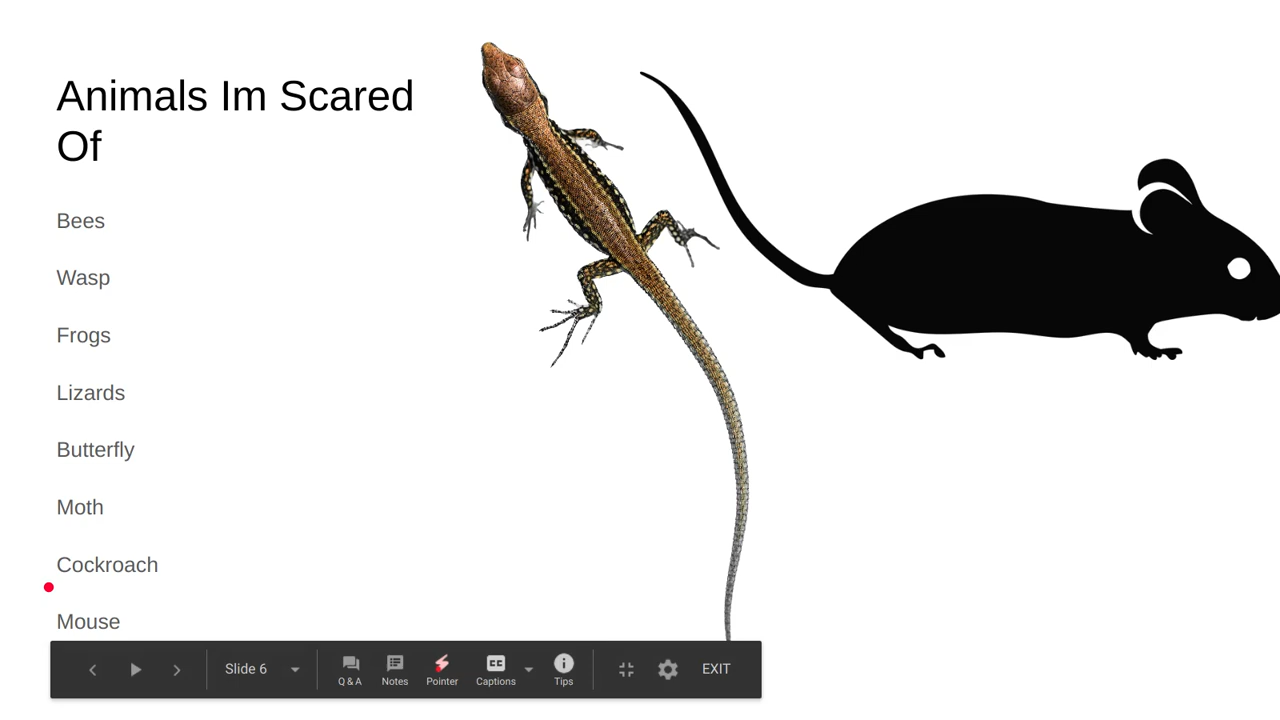 Animals Im Scared
Of
Bees
Wasp
Frogs
Lizards
Butterfly
Moth
Cockroach
Mouse
Slide 6
Q & A
Notes
Pointer
CC
Captions
Tips
EXIT